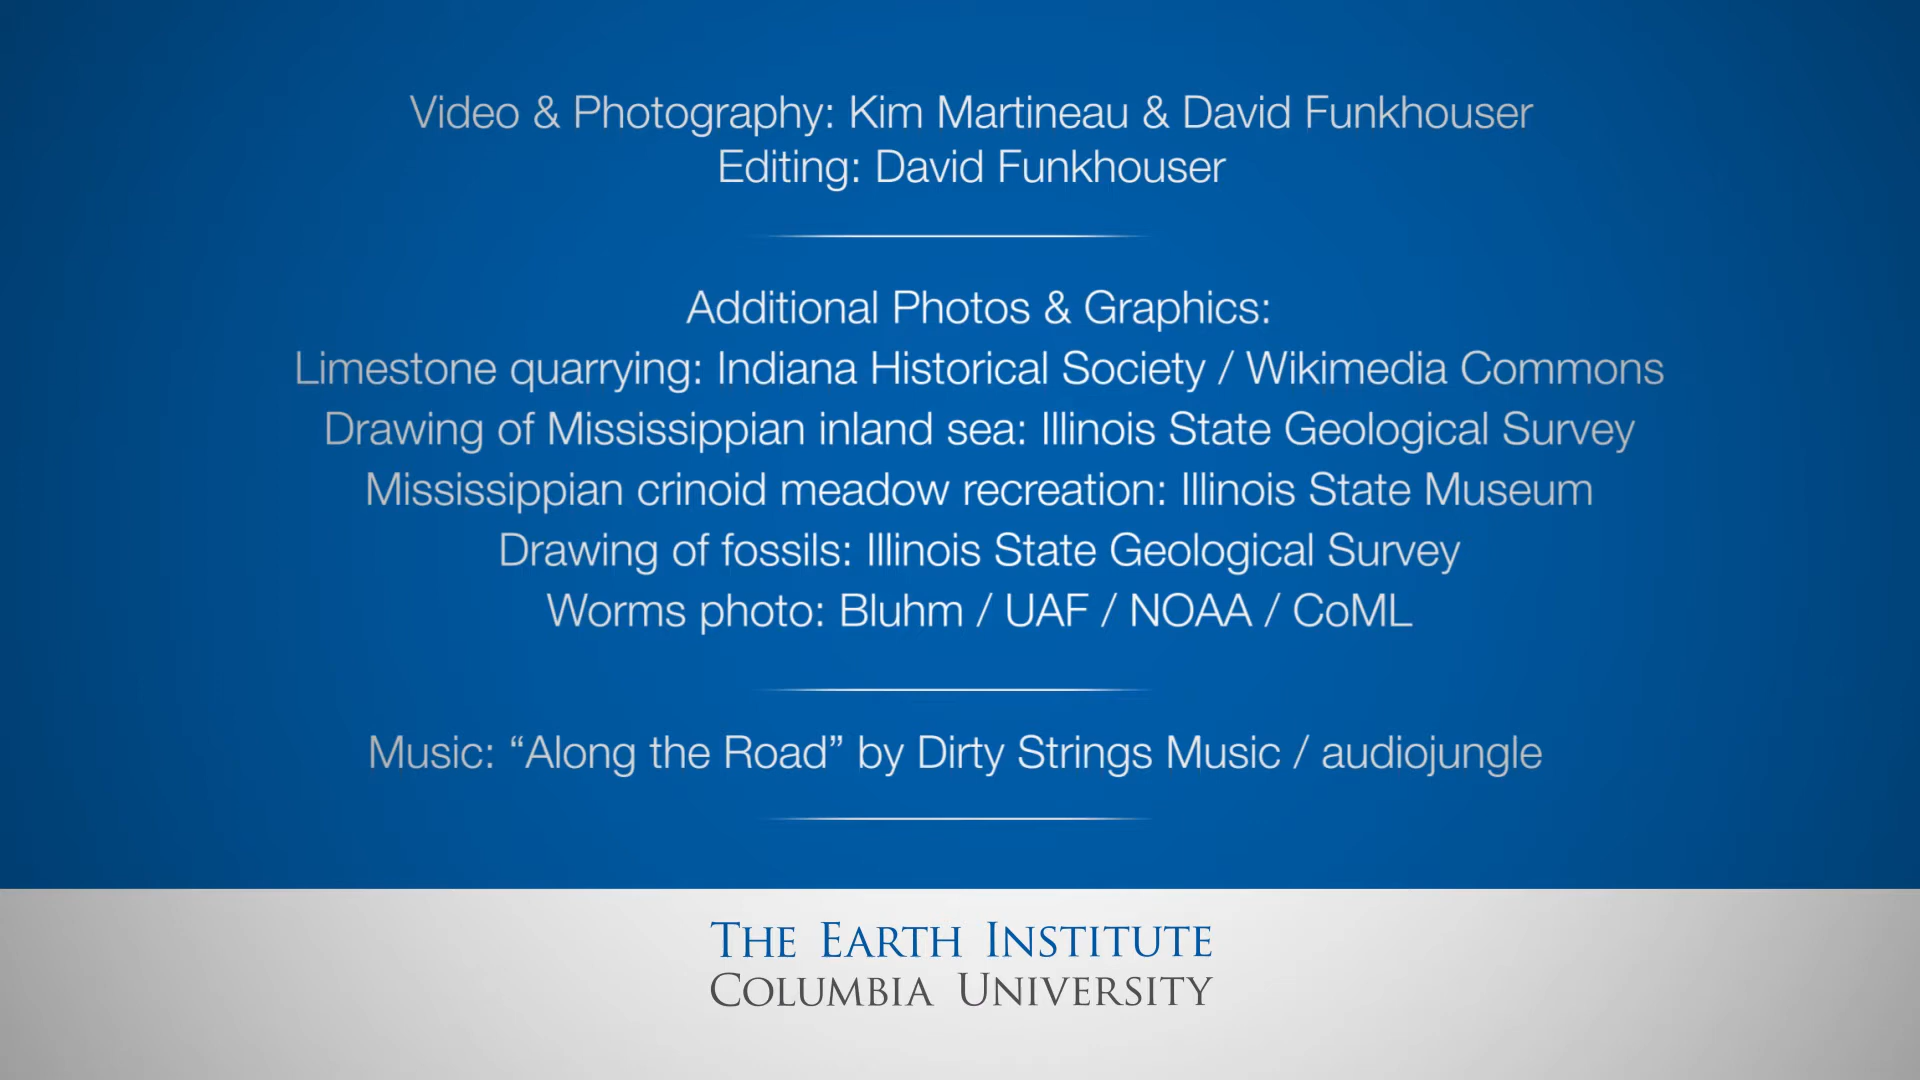 Video & Photography: Kim Martineau & David Funkhouser
Editing: David Funkhouser
Additional Photos & Graphics:
Limestone quarrying: Indiana Historical Society / Wikimedia Commons
Drawing of Mississippian inland sea: Illinois State Geological Survey
Mississippian crinoid meadow recreation: Illinois State Museum
Drawing of fossils: Illinois State Geological Survey
Worms photo: Bluhm / UAF / NOAA / CoML
Music: “Along the Road” by Dirty Strings Music / audiojungle
THE EARTH INSTITUTE
COLUMBIA UNIVERSITY